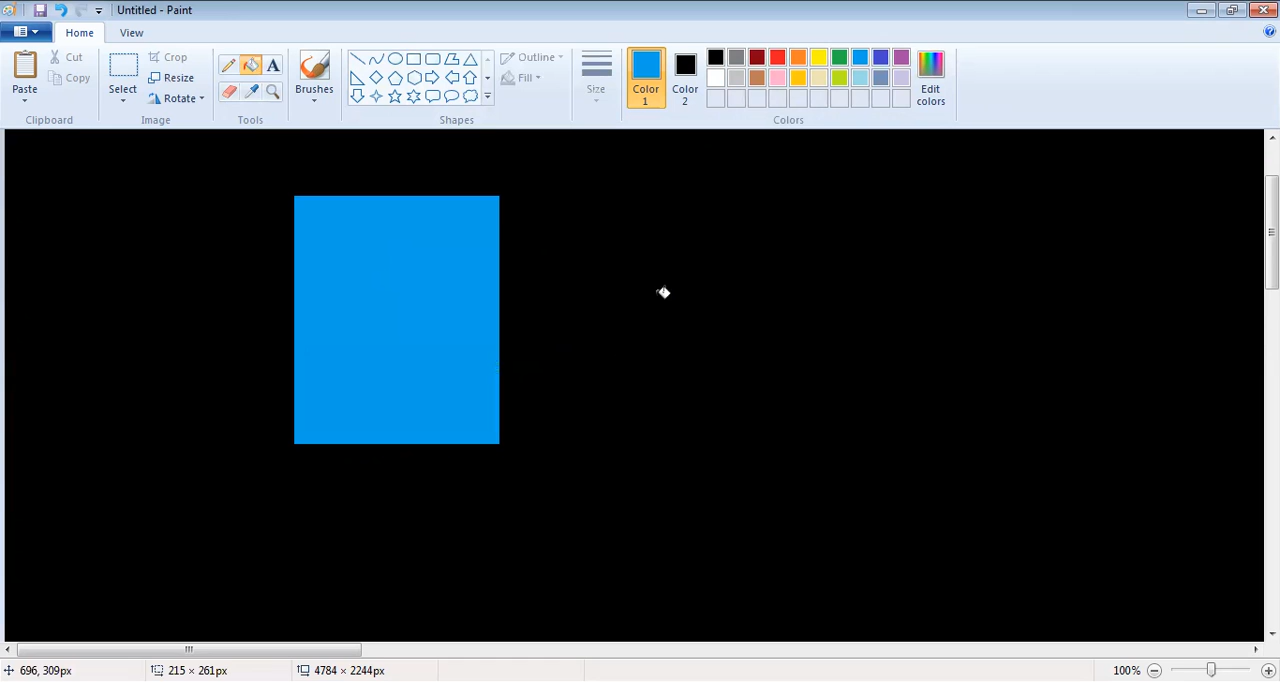 Untitled - Paint
Home View
Paste
Cut
Copy
Clipboard
Select
Crop
Resize
Rotate
Image
A
Tools
Brushes
Outline
Fill
Shapes
Size
Color 1
Color 2
Edit colors
Colors
696, 309px
215 × 261px
4784 × 2244px
100%